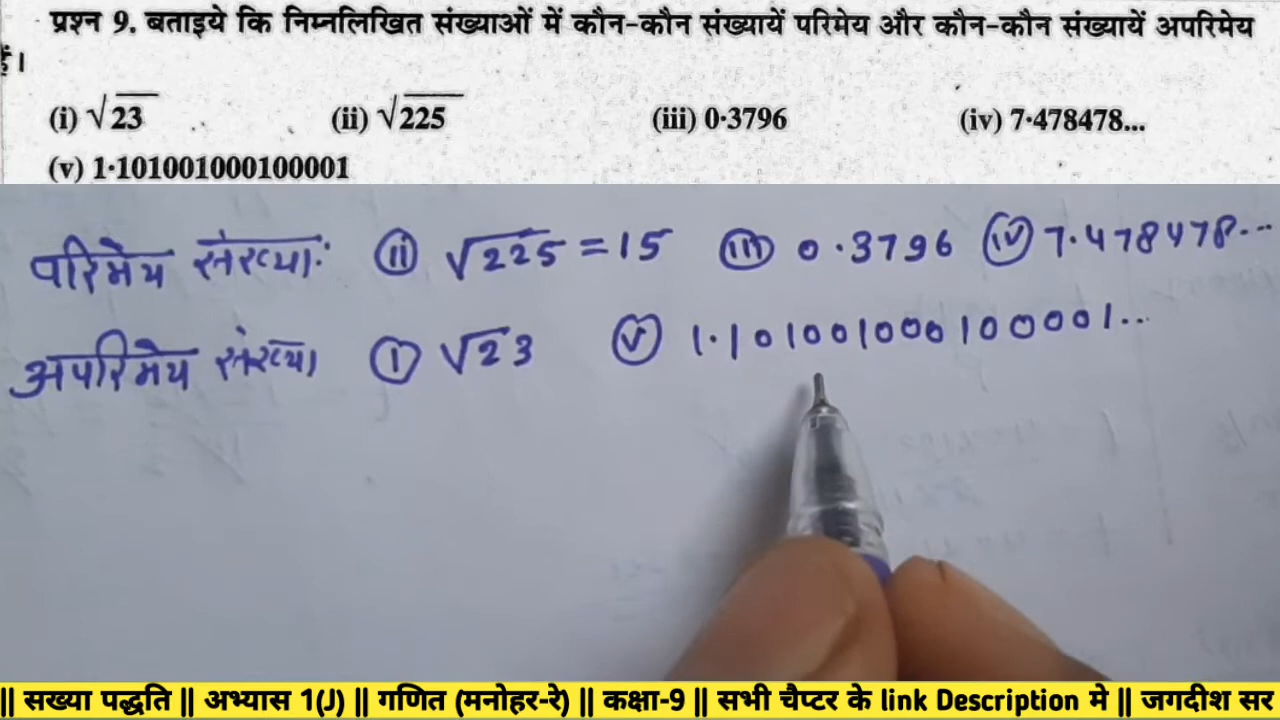 प्रश्न 9. बताइये कि निम्नलिखित संख्याओं में कौन-कौन संख्यायें परिमेय और कौन-कौन संख्यायें अपरिमेय
हैं।
(i) √23 (ii) √225 (iii) 0·3796 (iv) 7·478478...
(v) 1·101001000100001
परिमेय संख्या: (ii) √225 = 15 (iii) 0.3796 (iv) 7.478478...
अपरिमेय संख्या (i) √23 (v) 1.101001000100001...
|| सख्या पद्धति || अभ्यास 1(J) || गणित (मनोहर-रे) || कक्षा-9 || सभी चैप्टर के link Description मे || जगदीश सर